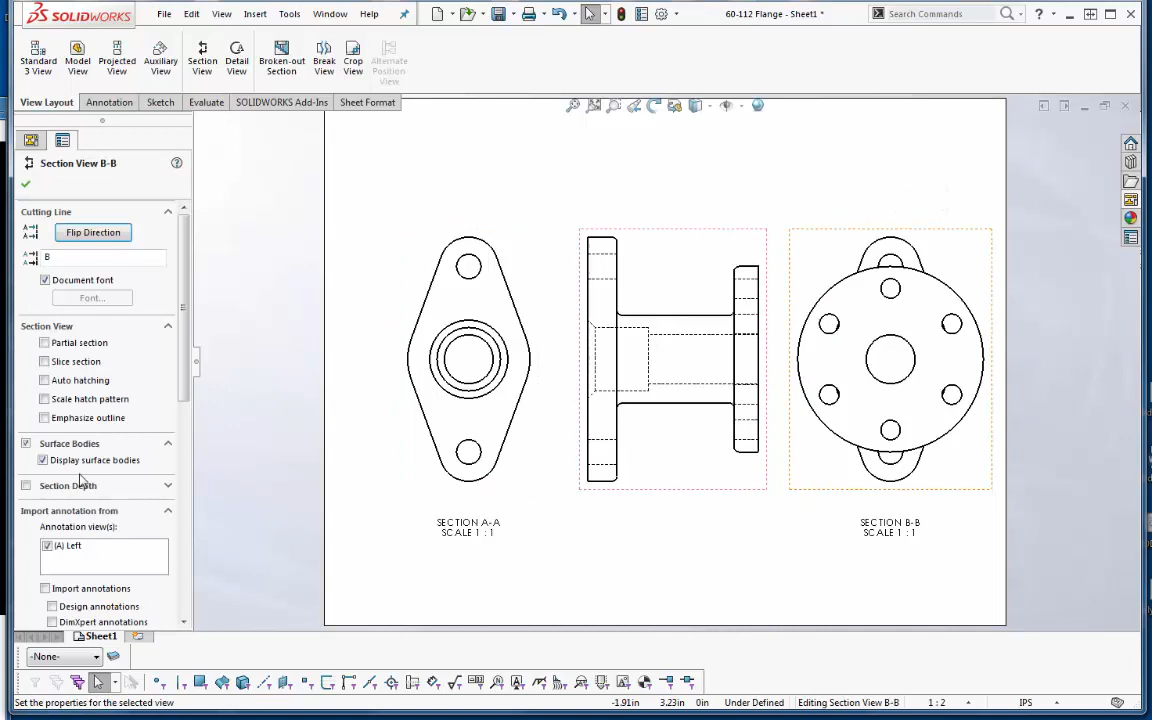 SOLIDWORKS File Edit View Insert Tools Window Help 60-112 Flange - Sheet1 * Search Commands ?
Standard 3 View Model View Projected View Auxiliary View Section View Detail View Broken-out Section Break View Crop View Alternate Position View
View Layout Annotation Sketch Evaluate SOLIDWORKS Add-Ins Sheet Format
Section View B-B ?
Cutting Line
Flip Direction
B
Document font
Font...
Section View
Partial section
Slice section
Auto hatching
Scale hatch pattern
Emphasize outline
Surface Bodies
Display surface bodies
Section Depth
Import annotation from
Annotation view(s):
(A) Left
Import annotations
Design annotations
DimXpert annotations
SECTION A-A
SCALE 1 : 1
SECTION B-B
SCALE 1 : 1
Sheet1
-None-
Set the properties for the selected view -1.91in 3.23in 0in Under Defined Editing Section View B-B 1 : 2 IPS